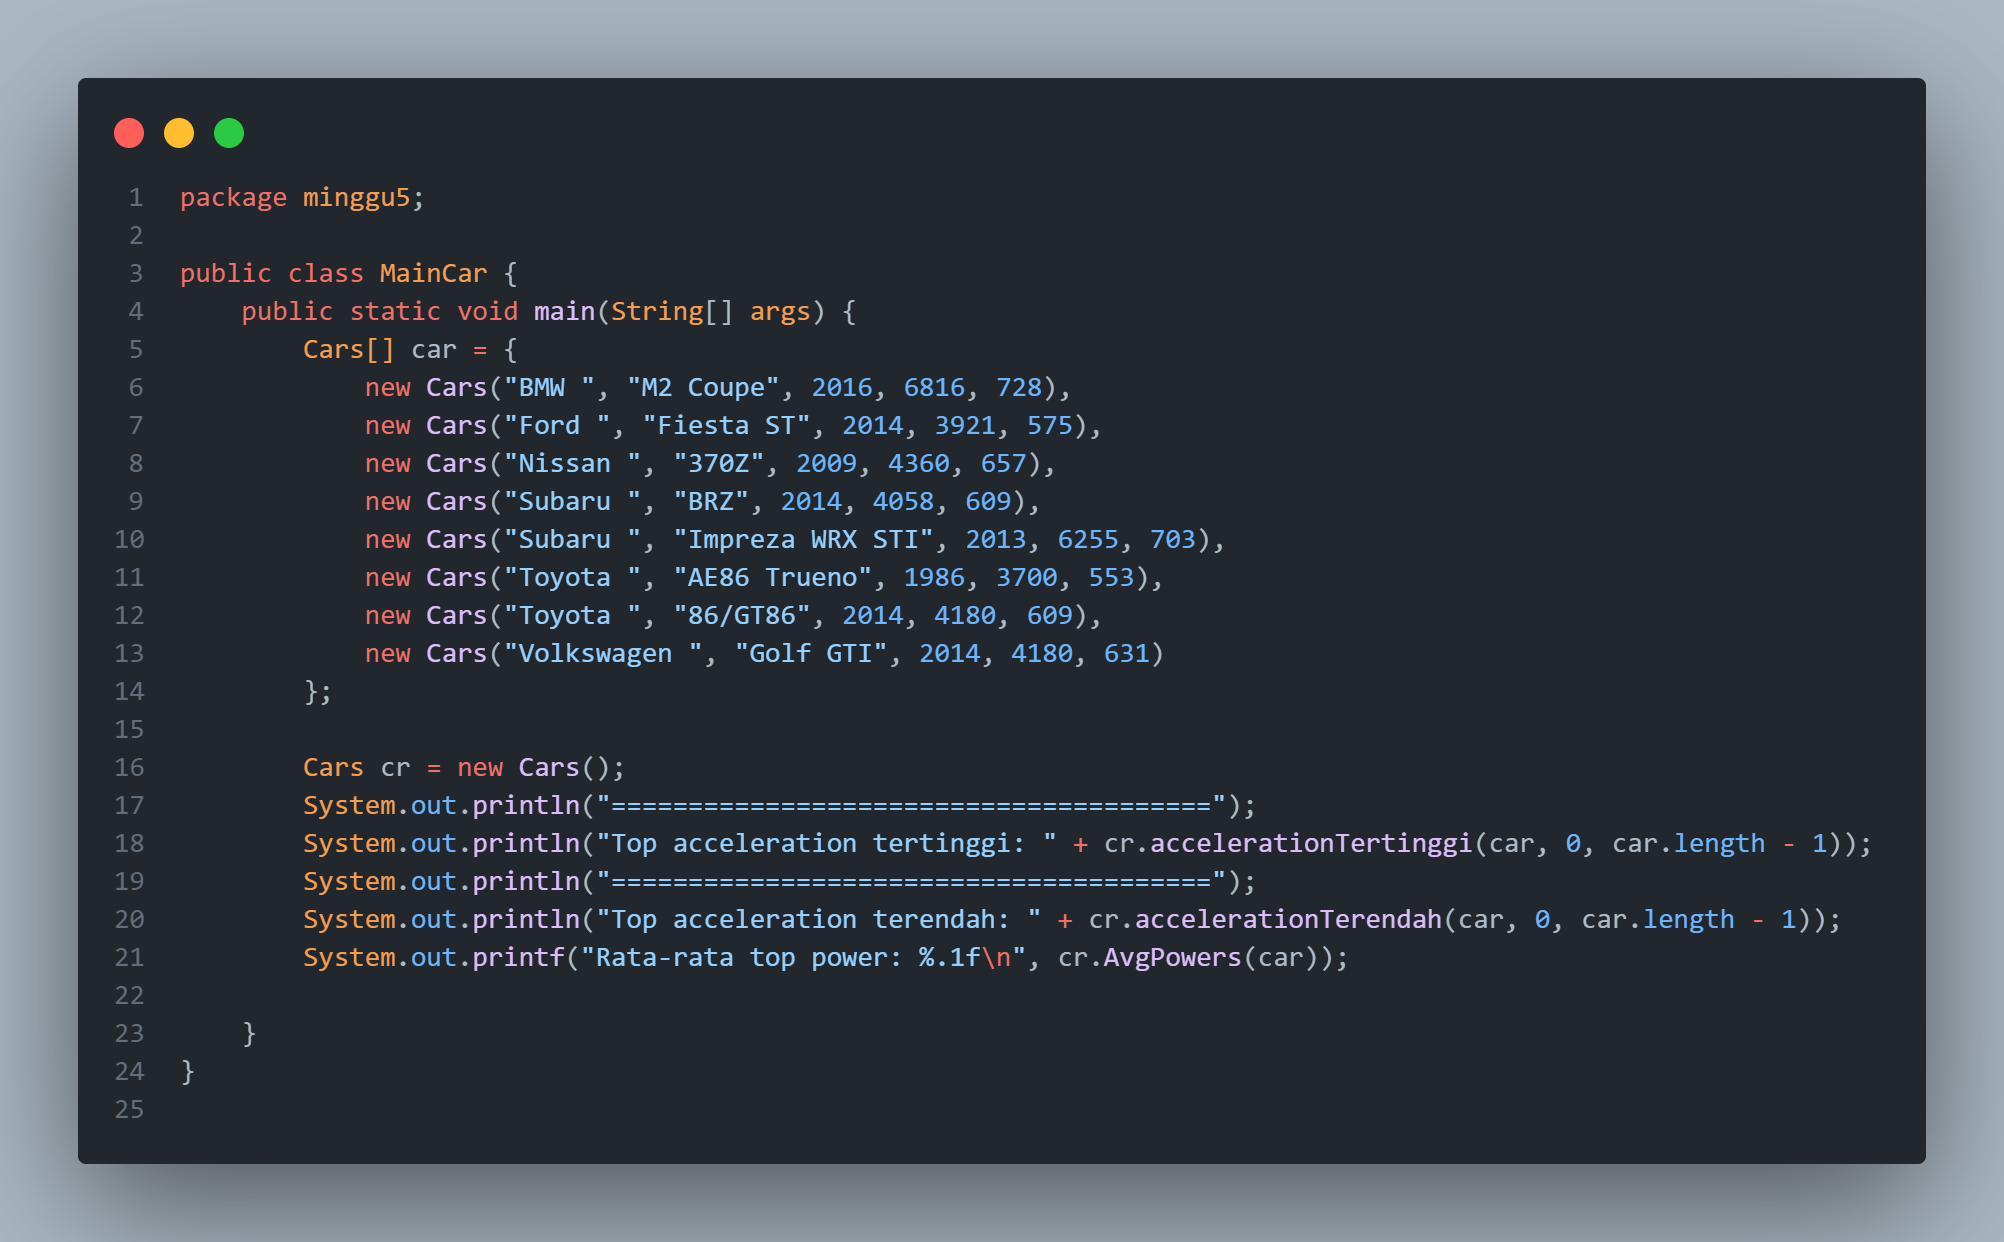 1 package minggu5;
2
3 public class MainCar {
4     public static void main(String[] args) {
5         Cars[] car = {
6             new Cars("BMW ", "M2 Coupe", 2016, 6816, 728),
7             new Cars("Ford ", "Fiesta ST", 2014, 3921, 575),
8             new Cars("Nissan ", "370Z", 2009, 4360, 657),
9             new Cars("Subaru ", "BRZ", 2014, 4058, 609),
10             new Cars("Subaru ", "Impreza WRX STI", 2013, 6255, 703),
11             new Cars("Toyota ", "AE86 Trueno", 1986, 3700, 553),
12             new Cars("Toyota ", "86/GT86", 2014, 4180, 609),
13             new Cars("Volkswagen ", "Golf GTI", 2014, 4180, 631)
14         };
15
16         Cars cr = new Cars();
17         System.out.println("=======================================");
18         System.out.println("Top acceleration tertinggi: " + cr.accelerationTertinggi(car, 0, car.length - 1));
19         System.out.println("=======================================");
20         System.out.println("Top acceleration terendah: " + cr.accelerationTerendah(car, 0, car.length - 1));
21         System.out.printf("Rata-rata top power: %.1f\n", cr.AvgPowers(car));
22
23     }
24 }
25